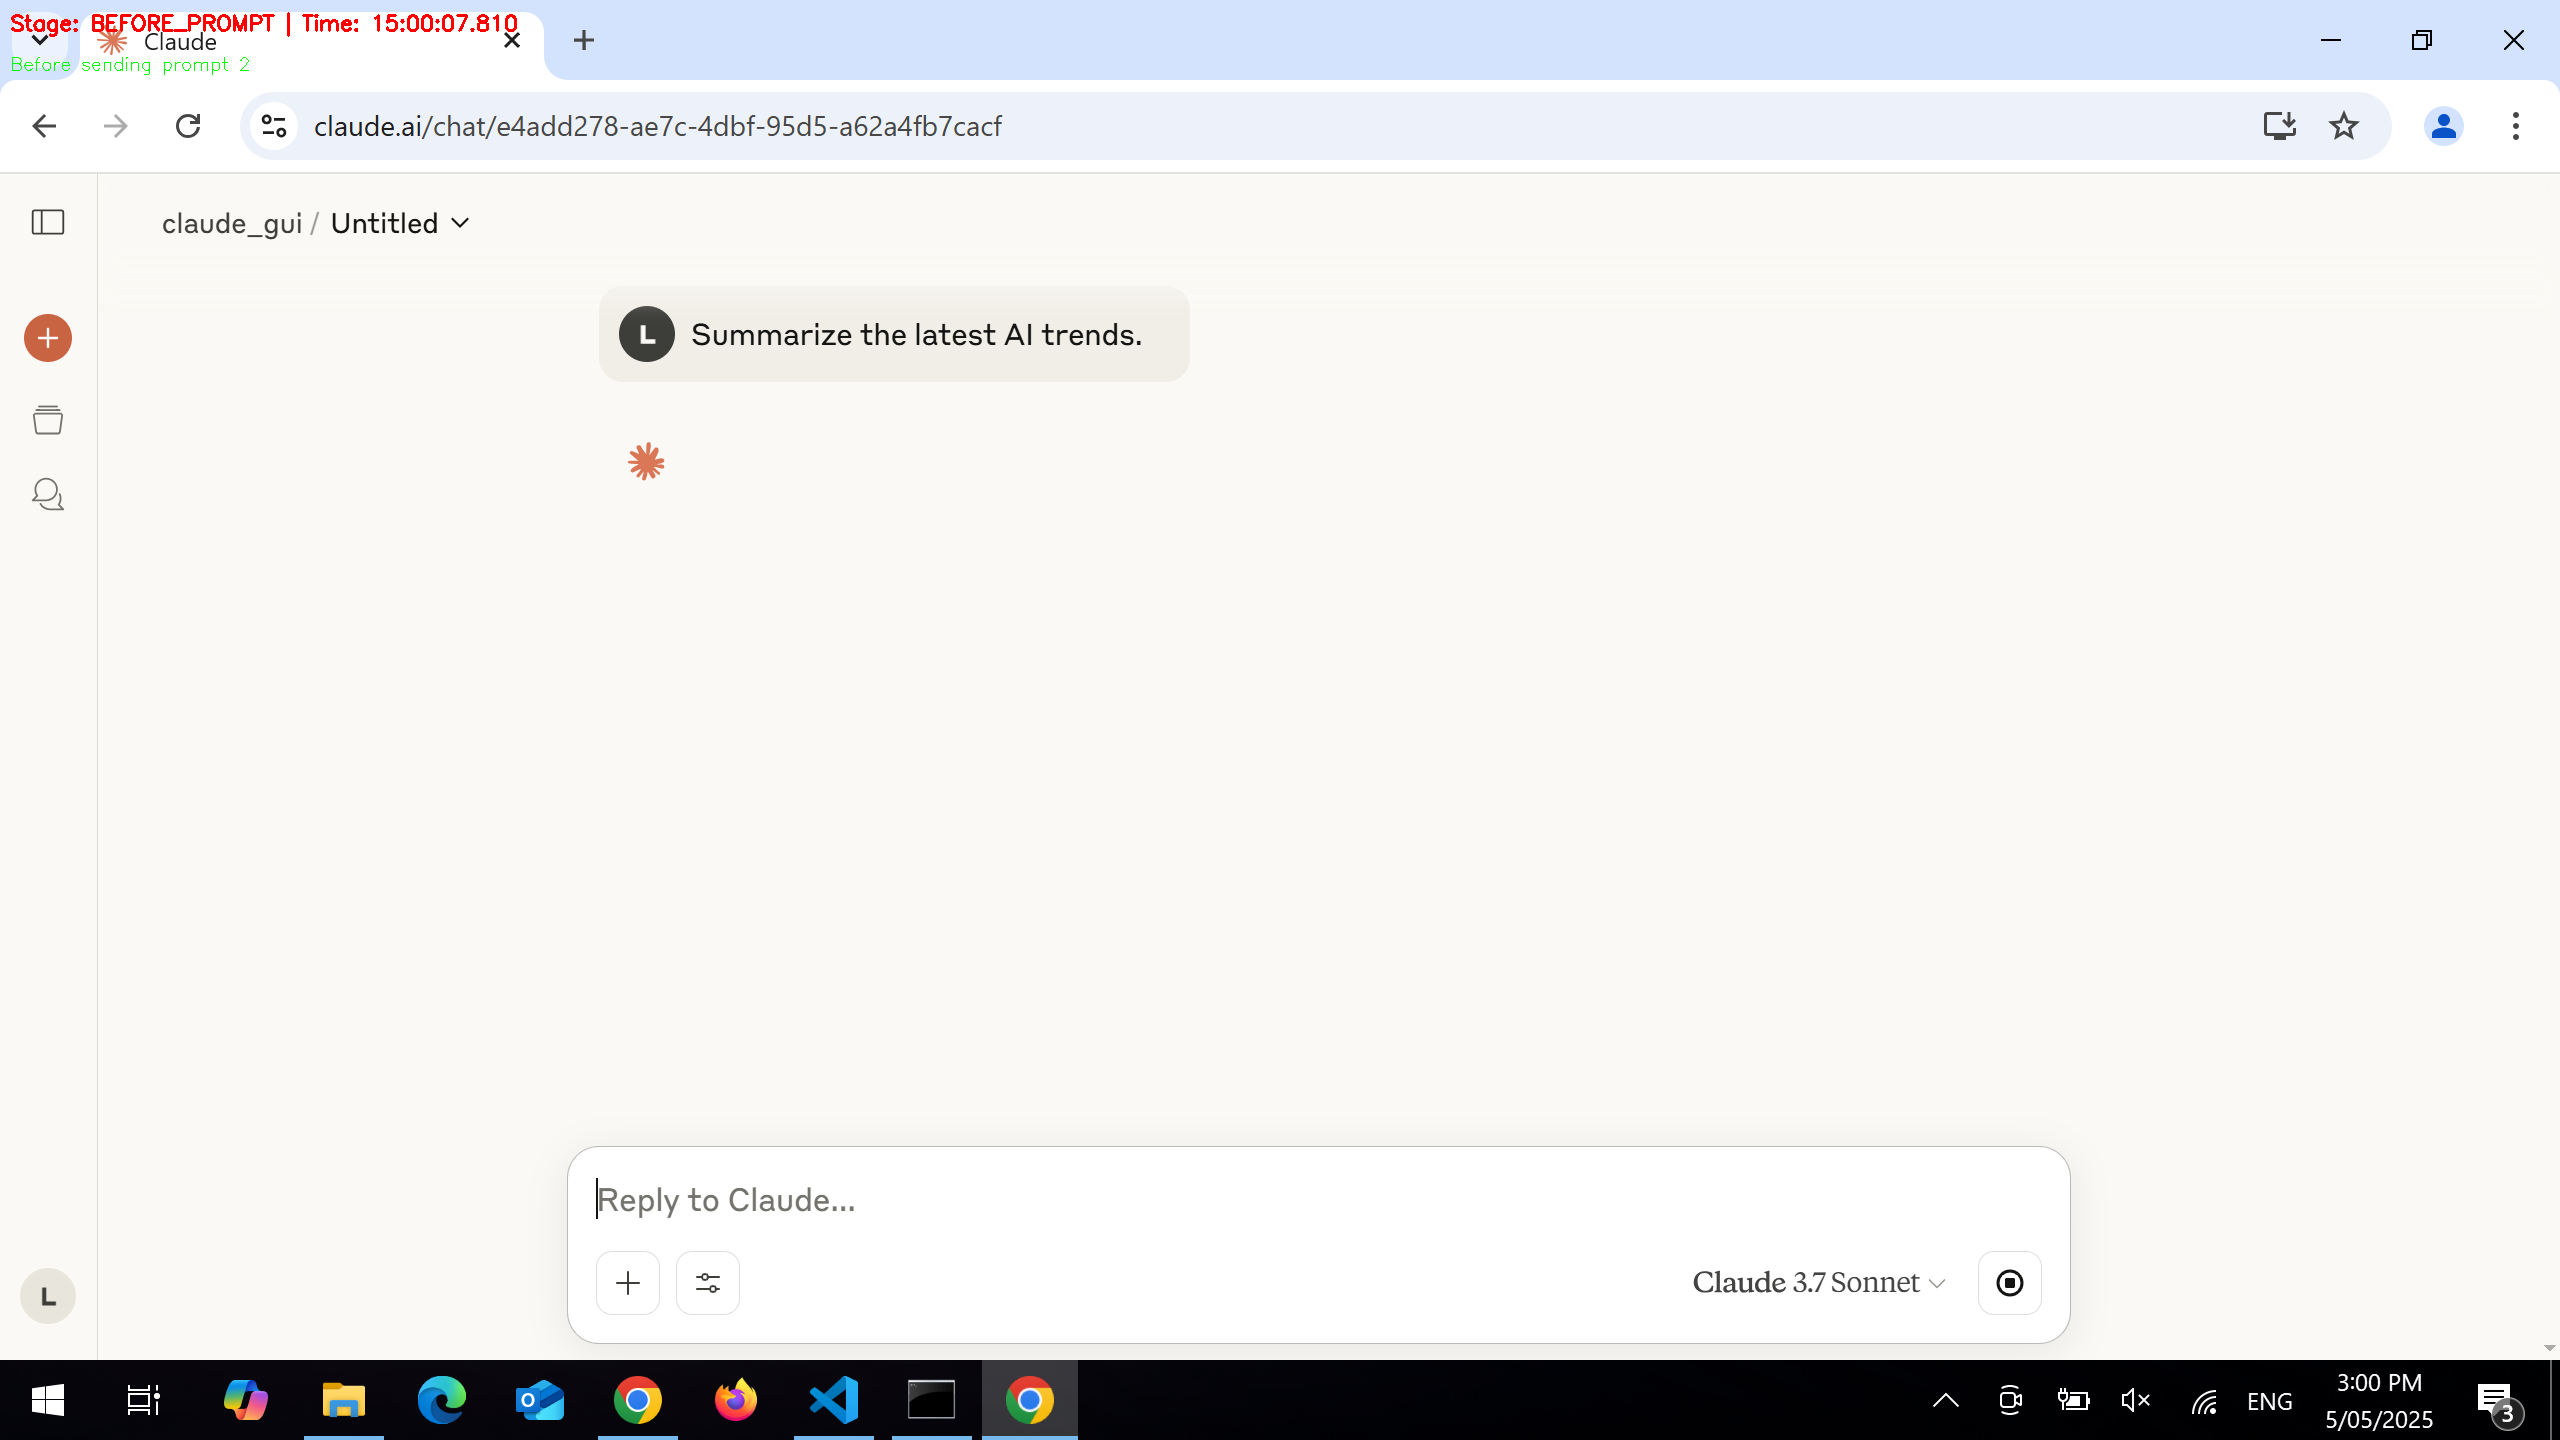 Stage: BEFORE_PROMPT | Time: 15:00:07.810
Claude
Before sending prompt 2
claude.ai/chat/e4add278-ae7c-4dbf-95d5-a62a4fb7cacf
claude_gui / Untitled
L Summarize the latest AI trends.
Reply to Claude...
Claude 3.7 Sonnet
L
ENG
3:00 PM
5/05/2025
3